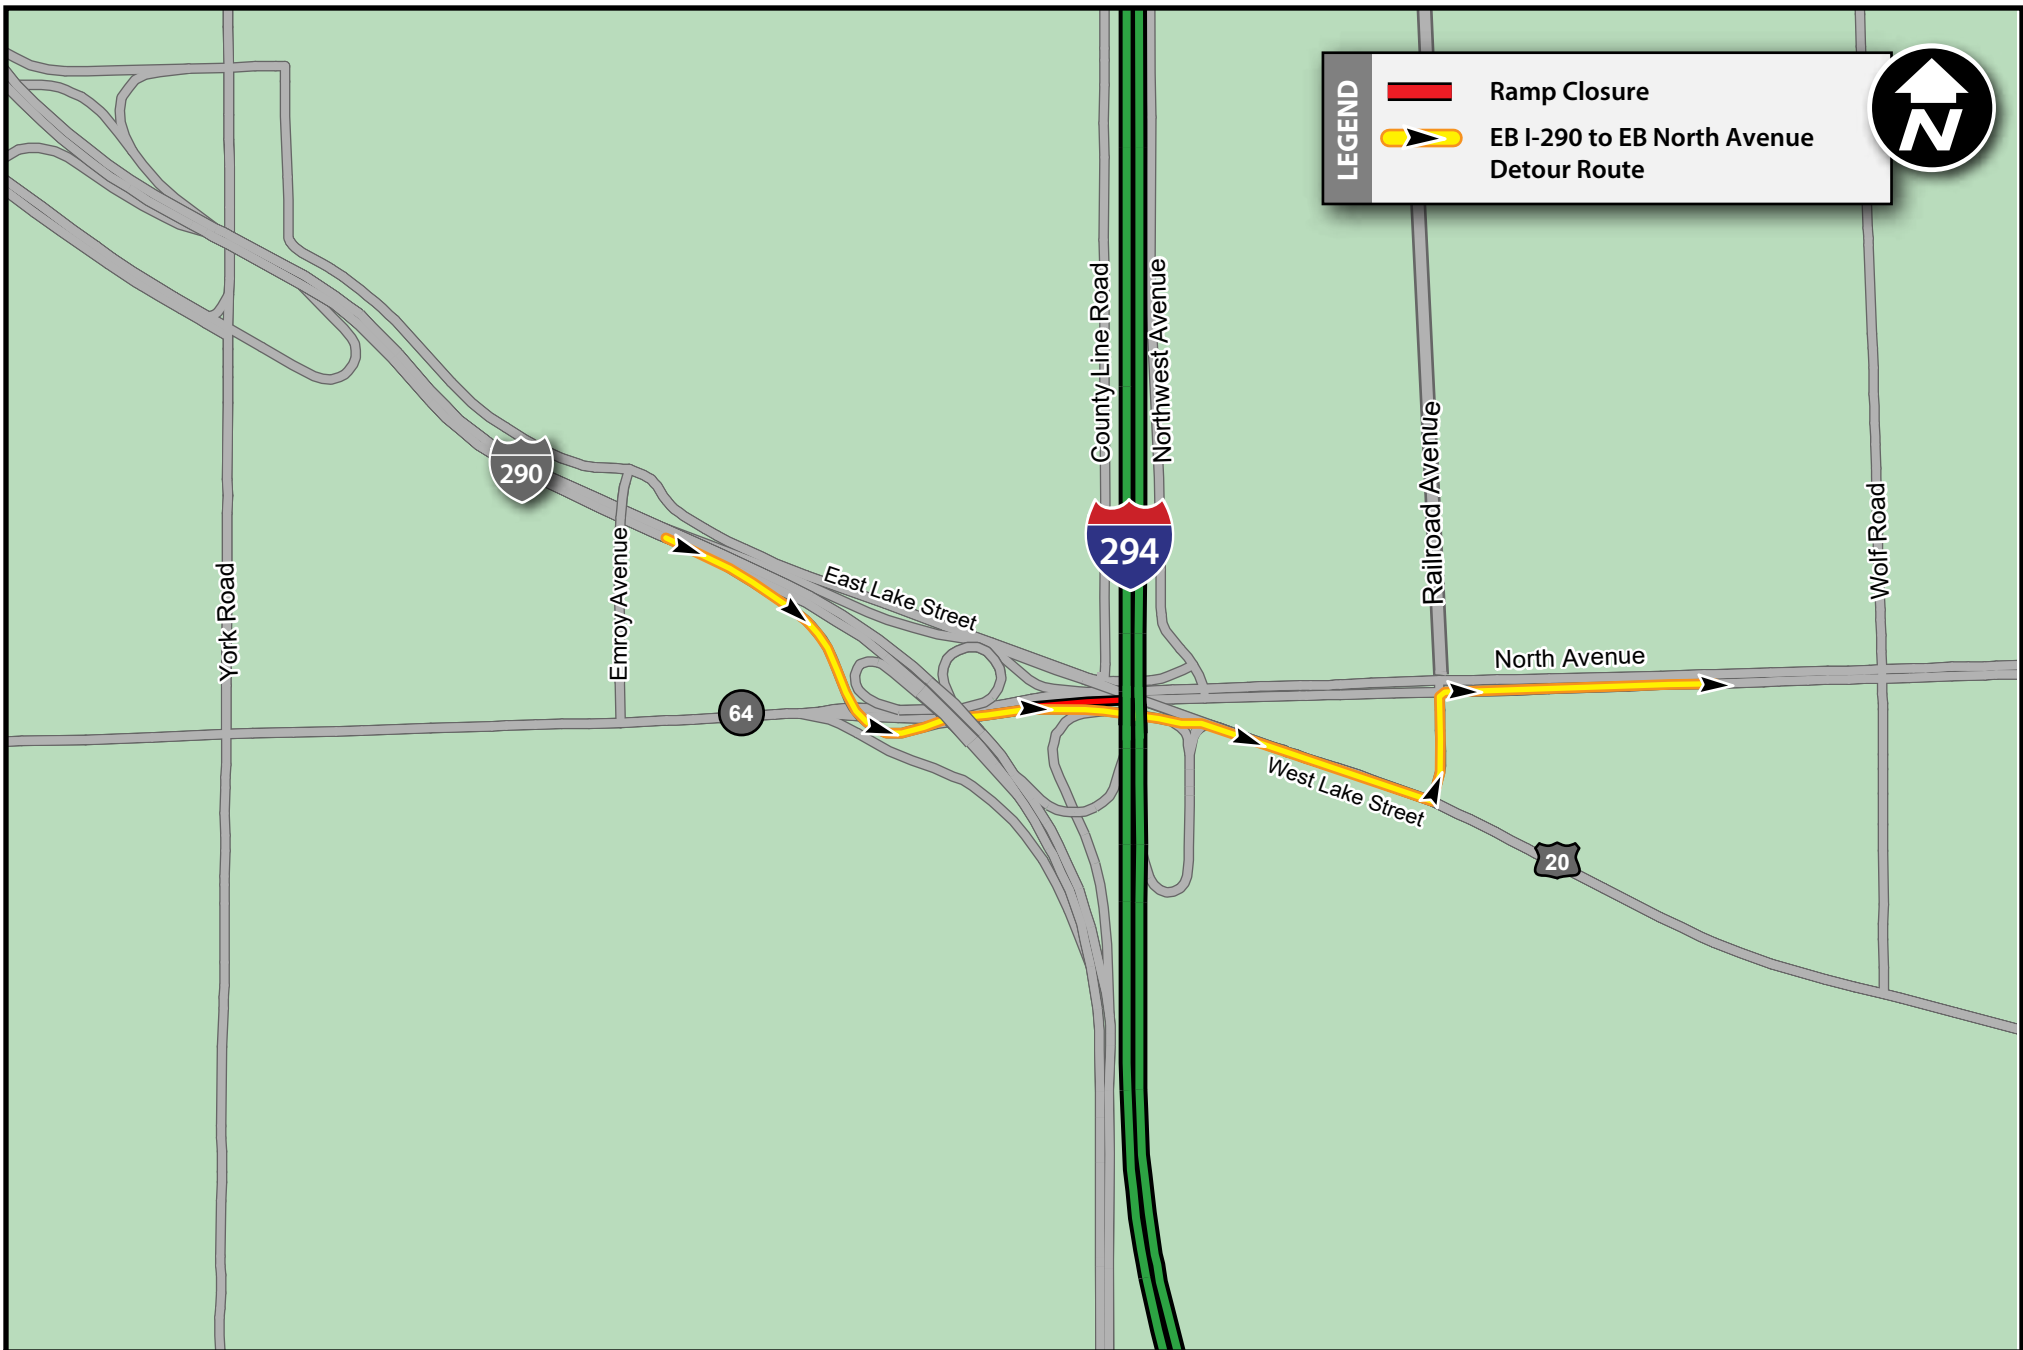 LEGEND
Ramp Closure
EB I-290 to EB North Avenue
Detour Route
N
County Line Road
Northwest Avenue
Railroad Avenue
Wolf Road
290
294
York Road
Emroy Avenue
East Lake Street
North Avenue
64
West Lake Street
20